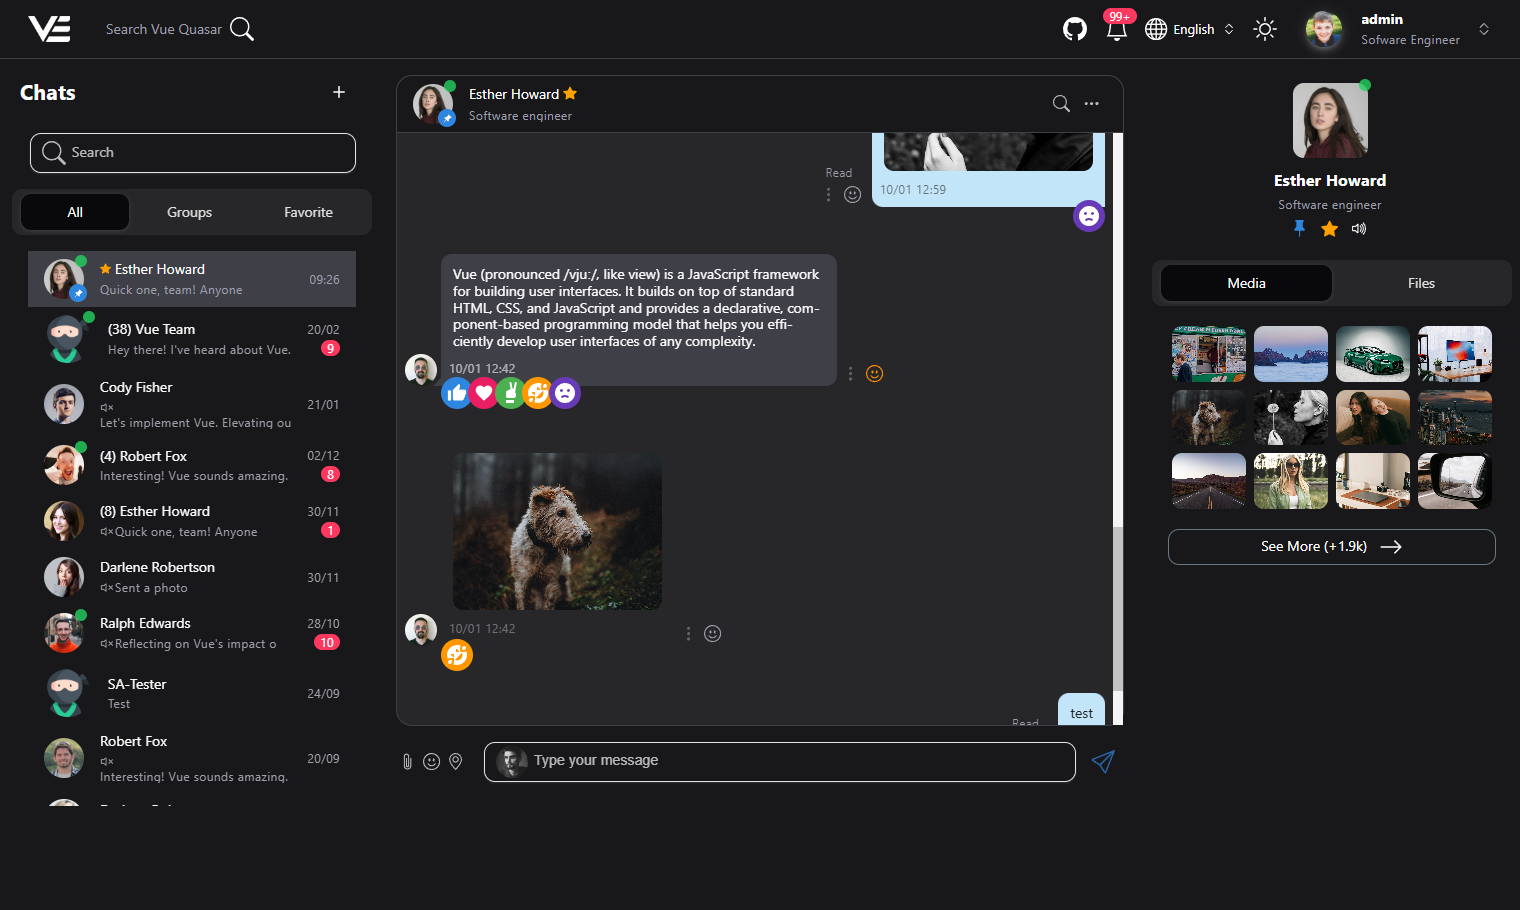 VE
Search Vue Quasar
99+
English
admin
Sofware Engineer
Chats
Search
All
Groups
Favorite
Esther Howard
09:26
Quick one, team! Anyone
(38) Vue Team
20/02
Hey there! I've heard about Vue.
9
Cody Fisher
21/01
Let's implement Vue. Elevating ou
(4) Robert Fox
02/12
Interesting! Vue sounds amazing.
8
(8) Esther Howard
30/11
Quick one, team! Anyone
1
Darlene Robertson
30/11
Sent a photo
Ralph Edwards
28/10
Reflecting on Vue's impact o
10
SA-Tester
24/09
Test
Robert Fox
20/09
Interesting! Vue sounds amazing.
Esther Howard
Software engineer
Read
10/01 12:59
Vue (pronounced /vjuː/, like view) is a JavaScript framework
for building user interfaces. It builds on top of standard
HTML, CSS, and JavaScript and provides a declarative, com-
ponent-based programming model that helps you effi-
ciently develop user interfaces of any complexity.
10/01 12:42
10/01 12:42
test
Read
Type your message
Esther Howard
Software engineer
Media
Files
See More (+1.9k)